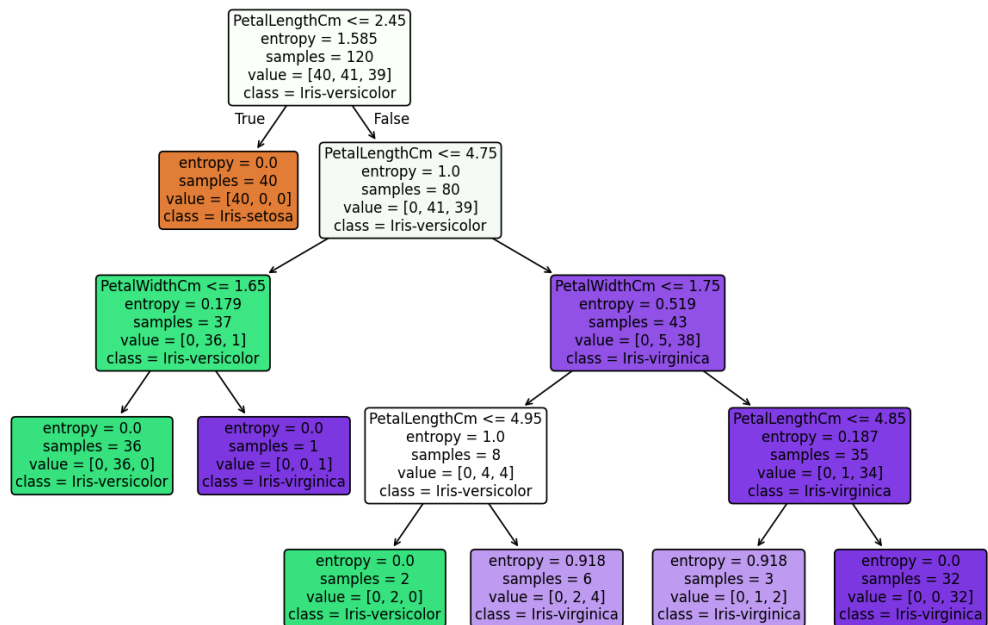 PetalLengthCm <= 2.45
entropy = 1.585
samples = 120
value = [40, 41, 39]
class = Iris-versicolor
True
False
entropy = 0.0
samples = 40
value = [40, 0, 0]
class = Iris-setosa
PetalLengthCm <= 4.75
entropy = 1.0
samples = 80
value = [0, 41, 39]
class = Iris-versicolor
PetalWidthCm <= 1.65
entropy = 0.179
samples = 37
value = [0, 36, 1]
class = Iris-versicolor
PetalWidthCm <= 1.75
entropy = 0.519
samples = 43
value = [0, 5, 38]
class = Iris-virginica
entropy = 0.0
samples = 36
value = [0, 36, 0]
class = Iris-versicolor
entropy = 0.0
samples = 1
value = [0, 0, 1]
class = Iris-virginica
PetalLengthCm <= 4.95
entropy = 1.0
samples = 8
value = [0, 4, 4]
class = Iris-versicolor
PetalLengthCm <= 4.85
entropy = 0.187
samples = 35
value = [0, 1, 34]
class = Iris-virginica
entropy = 0.0
samples = 2
value = [0, 2, 0]
class = Iris-versicolor
entropy = 0.918
samples = 6
value = [0, 2, 4]
class = Iris-virginica
entropy = 0.918
samples = 3
value = [0, 1, 2]
class = Iris-virginica
entropy = 0.0
samples = 32
value = [0, 0, 32]
class = Iris-virginica